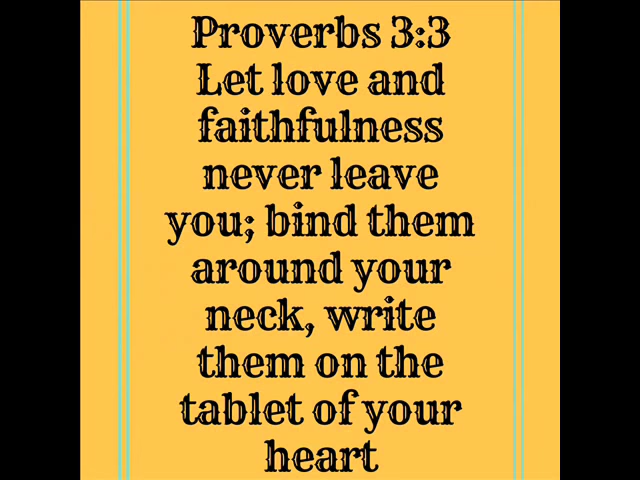 Proverbs 3:3
Let love and
faithfulness
never leave
you; bind them
around your
neck, write
them on the
tablet of your
heart